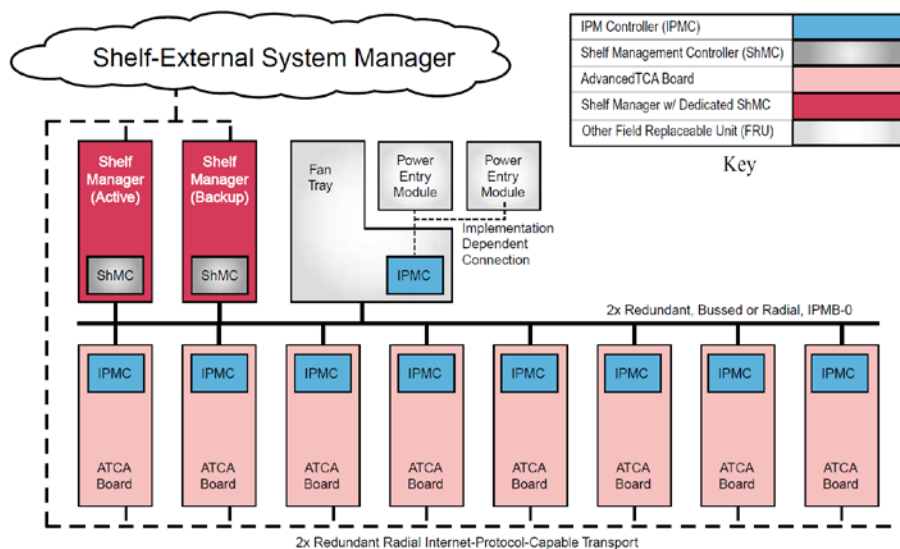 Shelf-External System Manager
IPM Controller (IPMC)
Shelf Management Controller (ShMC)
AdvancedTCA Board
Shelf Manager w/ Dedicated ShMC
Other Field Replaceable Unit (FRU)
Key
Shelf
Manager
(Active)
ShMC
Shelf
Manager
(Backup)
ShMC
Fan
Tray
Power
Entry
Module
Power
Entry
Module
Implementation
Dependent
Connection
IPMC
2x Redundant, Bussed or Radial, IPMB-0
IPMC
IPMC
IPMC
IPMC
IPMC
IPMC
IPMC
IPMC
ATCA
Board
ATCA
Board
ATCA
Board
ATCA
Board
ATCA
Board
ATCA
Board
ATCA
Board
ATCA
Board
2x Redundant Radial Internet-Protocol-Capable Transport